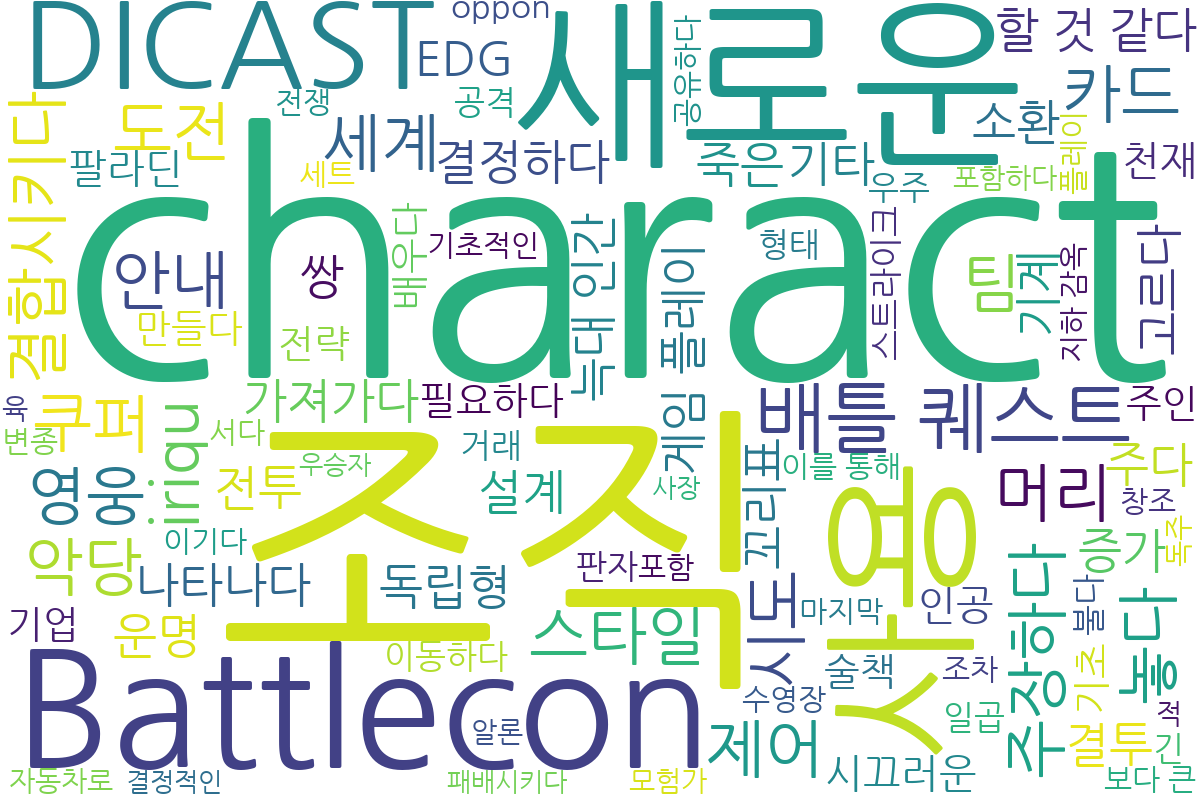 DICAST
oppon
EDG
새로운
공유하다
할 것 같다
카드
전쟁
공격
도전
세계
결정하다
소환
죽은
기타
천재
팔라딘
세트
우주
포함하다
플레이
결합시키다
charact
안내
쌍
배우다
기초적인
늑대 인간
게임 플레이
형태
스트라이크
팀
기계
지하 감옥
고르다
만들다
전략
가져가다
필요하다
배틀 퀘스트
주인
육
쿠퍼
변종
iriqu
서다
우승자
거래
사장
이를 통해
주다
영웅
전투
설계
꼬리표
머리
창조
조직
사용
독주
증가
악당
이기다
나타나다
독립형
판자
포함
시도
마지막
인공
주장하다
불다
놓다
기업
운명
이동하다
스타일
술책
조차
기초
Battlecon
알론
수영장
일곱
적
제어
시끄러운
결투
긴
자동차로
결정적인
패배시키다
모험가
보다 큰